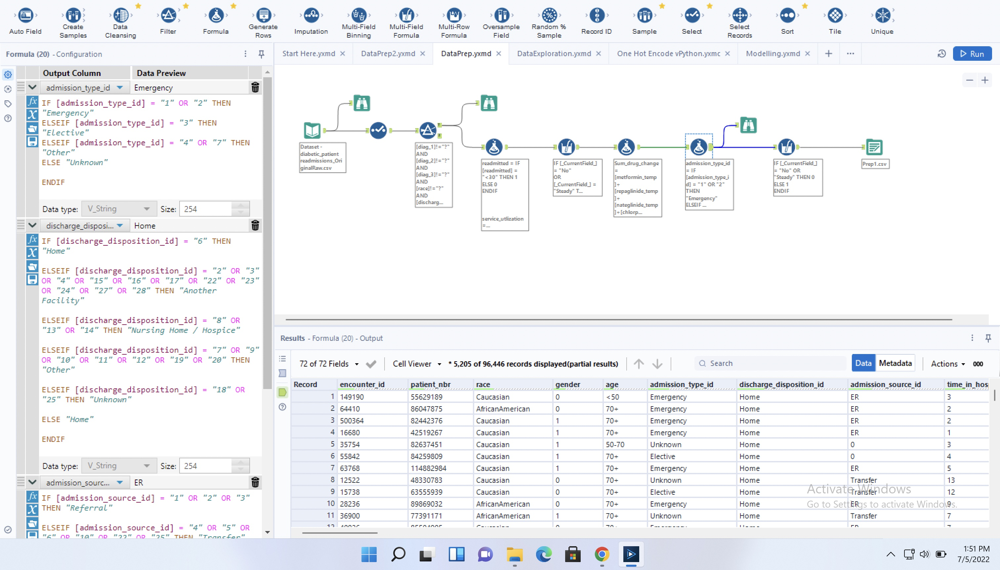 Auto Field
Create Samples
Data Cleansing
Filter
Formula
Generate Rows
Imputation
Multi-Field Binning
Multi-Field Formula
Multi-Row Formula
Oversample Field
Random % Sample
Record ID
Sample
Select
Select Records
Sort
Tile
Unique
Formula (20) - Configuration
Start Here.yxmd
DataPrep2.yxmd
DataPrep.yxmd
DataExploration.yxmd
One Hot Encode vPython.yxmc
Modelling.yxmd
Run
Output Column Data Preview
admission_type_id Emergency
IF [admission_type_id] = "1" OR "2" THEN
"Emergency"
ELSEIF [admission_type_id] = "3" THEN
"Elective"
ELSEIF [admission_type_id] = "4" OR "7" THEN
"Other"
ELSE "Unknown"
ENDIF
Data type: V_String Size: 254
discharge_disposi... Home
IF [discharge_disposition_id] = "6" THEN
"Home"
ELSEIF [discharge_disposition_id] = "2" OR "3"
OR "4" OR "15" OR "16" OR "17" OR "22" OR "23"
OR "24" OR "27" OR "28" THEN "Another
Facility"
ELSEIF [discharge_disposition_id] = "8" OR
"13" OR "14" THEN "Nursing Home / Hospice"
ELSEIF [discharge_disposition_id] = "7" OR "9"
OR "10" OR "11" OR "12" OR "19" OR "20" THEN
"Other"
ELSEIF [discharge_disposition_id] = "18" OR
"25" THEN "Unknown"
ELSE "Home"
ENDIF
Data type: V_String Size: 254
admission_sourc... ER
IF [admission_source_id] = "1" OR "2" OR "3"
THEN "Referral"
ELSEIF [admission_source_id] = "4" OR "5" OR
"6" OR "10" OR "22" OR "25" THEN "Transfer"
Dataset -
diabetic_patient
readmissions_Ori
ginalRaw.csv
T
F
[diag_1]!="?"
AND
[diag_2]!="?"
AND
[diag_3]!="?"
AND
[race]!="?"
AND
[discharg...
readmitted = IF
[readmitted] =
"<30" THEN 1
ELSE 0
ENDIF
service_utlization
=...
IF [_CurrentField_]
= "No"
OR
[_CurrentField_] =
"Steady" T...
Sum_drug_change
=
[metformin_temp
]+
[repaglinide_temp
]+
[nateglinide_temp
]+[chlorp...
admission_type_id
= IF
[admission_type_i
d] = "1" OR "2"
THEN
"Emergency"
ELSEIF ...
IF [_CurrentField_]
= "No" OR
"Steady" THEN 0
ELSE 1
ENDIF
Prep1.csv
Results - Formula (20) - Output
72 of 72 Fields Cell Viewer * 5,205 of 96,446 records displayed(partial results) Search Data Metadata Actions 000
Record encounter_id patient_nbr race gender age admission_type_id discharge_disposition_id admission_source_id time_in_hos
1 149190 55629189 Caucasian 0 <50 Emergency Home ER 3
2 64410 86047875 AfricanAmerican 0 70+ Emergency Home ER 2
3 500364 82442376 Caucasian 1 70+ Emergency Home ER 2
4 16680 42519267 Caucasian 1 70+ Emergency Home ER 1
5 35754 82637451 Caucasian 1 50-70 Unknown Home 0 3
6 55842 84259809 Caucasian 1 70+ Elective Home 0 4
7 63768 114882984 Caucasian 1 70+ Emergency Home ER 5
8 12522 48330783 Caucasian 0 70+ Unknown Home Transfer 13
9 15738 63555939 Caucasian 0 70+ Elective Home Transfer 12
10 28236 89869032 AfricanAmerican 0 70+ Emergency Home ER 9
11 36900 77391171 AfricanAmerican 1 70+ Unknown Home Transfer 7
Activate Windows
Go to Settings to activate Windows.
1:51 PM
7/5/2022